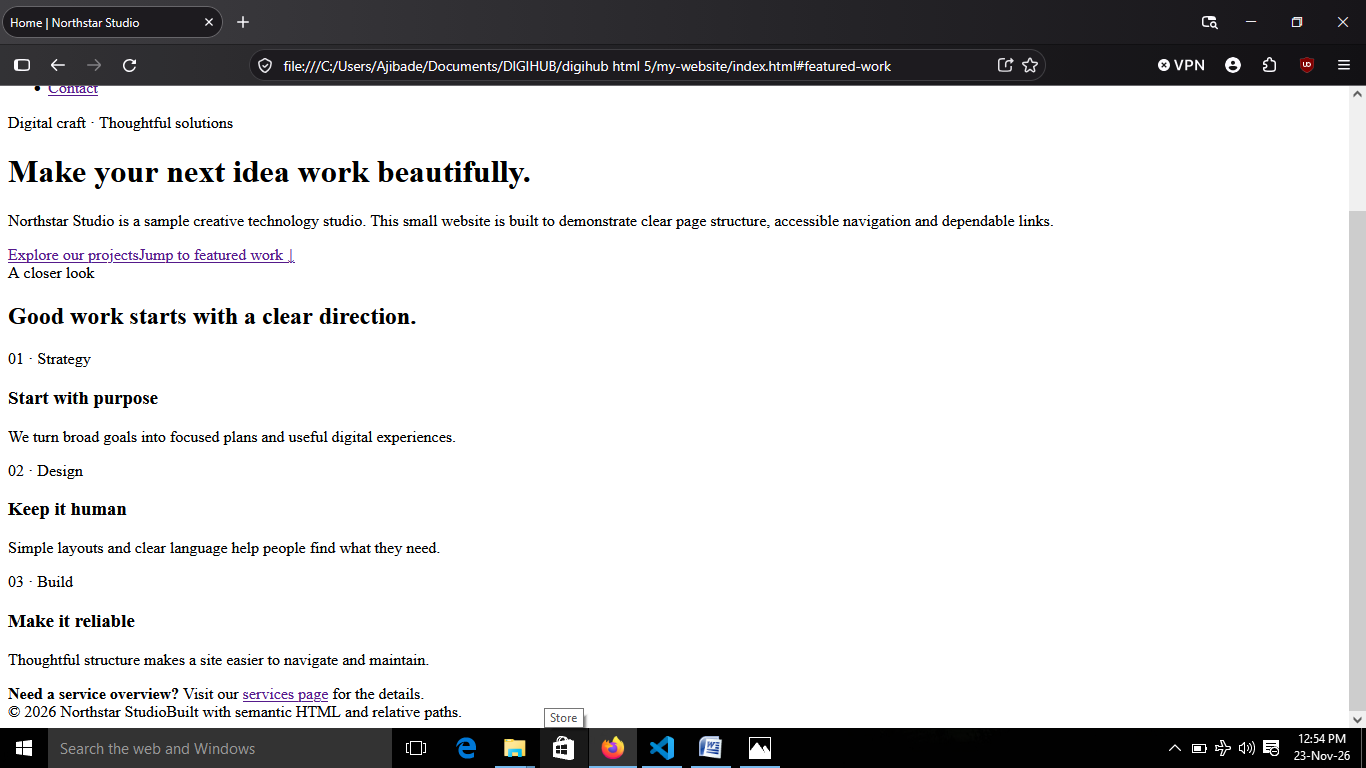 Home | Northstar Studio
VPN
file:///C:/Users/Ajibade/Documents/DIGIHUB/digihub html 5/my-website/index.html#featured-work
Contact
Digital craft · Thoughtful solutions
Make your next idea work beautifully.
Northstar Studio is a sample creative technology studio. This small website is built to demonstrate clear page structure, accessible navigation and dependable links.
Explore our projectsJump to featured work ↓
A closer look
Good work starts with a clear direction.
01 · Strategy
Start with purpose
We turn broad goals into focused plans and useful digital experiences.
02 · Design
Keep it human
Simple layouts and clear language help people find what they need.
03 · Build
Make it reliable
Thoughtful structure makes a site easier to navigate and maintain.
Need a service overview? Visit our services page for the details.
© 2026 Northstar StudioBuilt with semantic HTML and relative paths.
Store
Search the web and Windows
12:54 PM
23-Nov-26